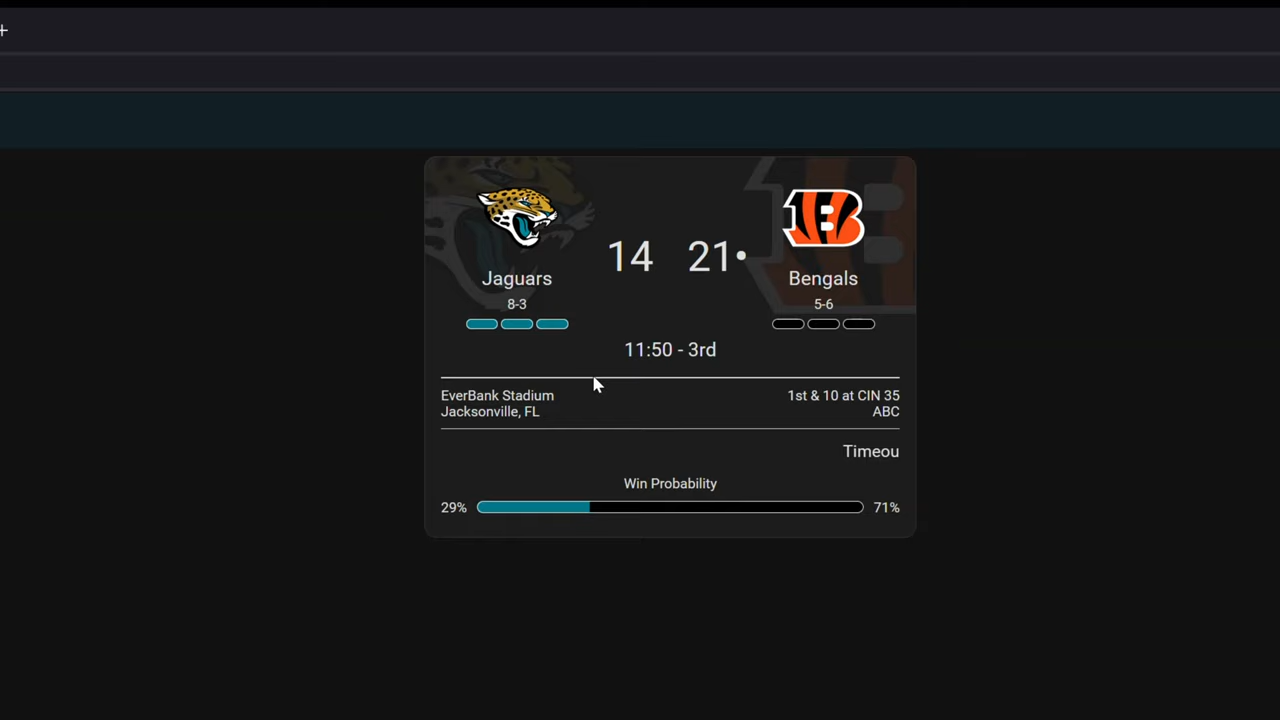 +
14 21•
Jaguars
Bengals
8-3
5-6
11:50 - 3rd
EverBank Stadium
1st & 10 at CIN 35
Jacksonville, FL
ABC
Timeou
Win Probability
29%
71%